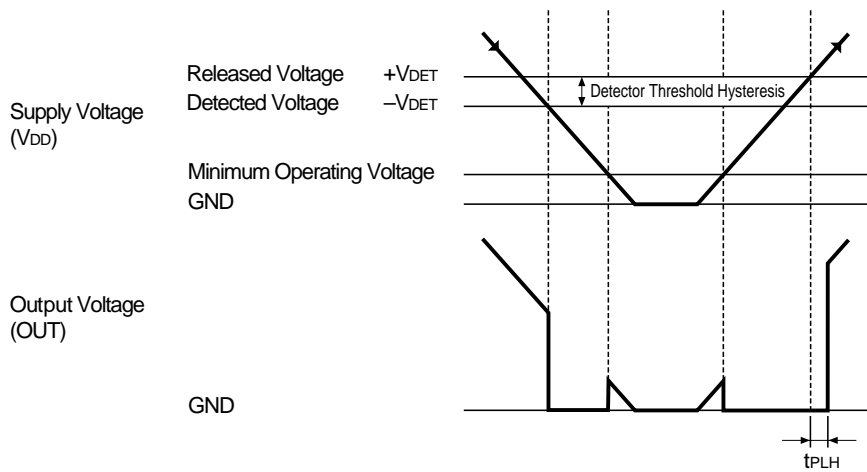 Released Voltage +VDET
Detector Threshold Hysteresis
Detected Voltage –VDET
Supply Voltage
(VDD)
Minimum Operating Voltage
GND
Output Voltage
(OUT)
GND
tPLH